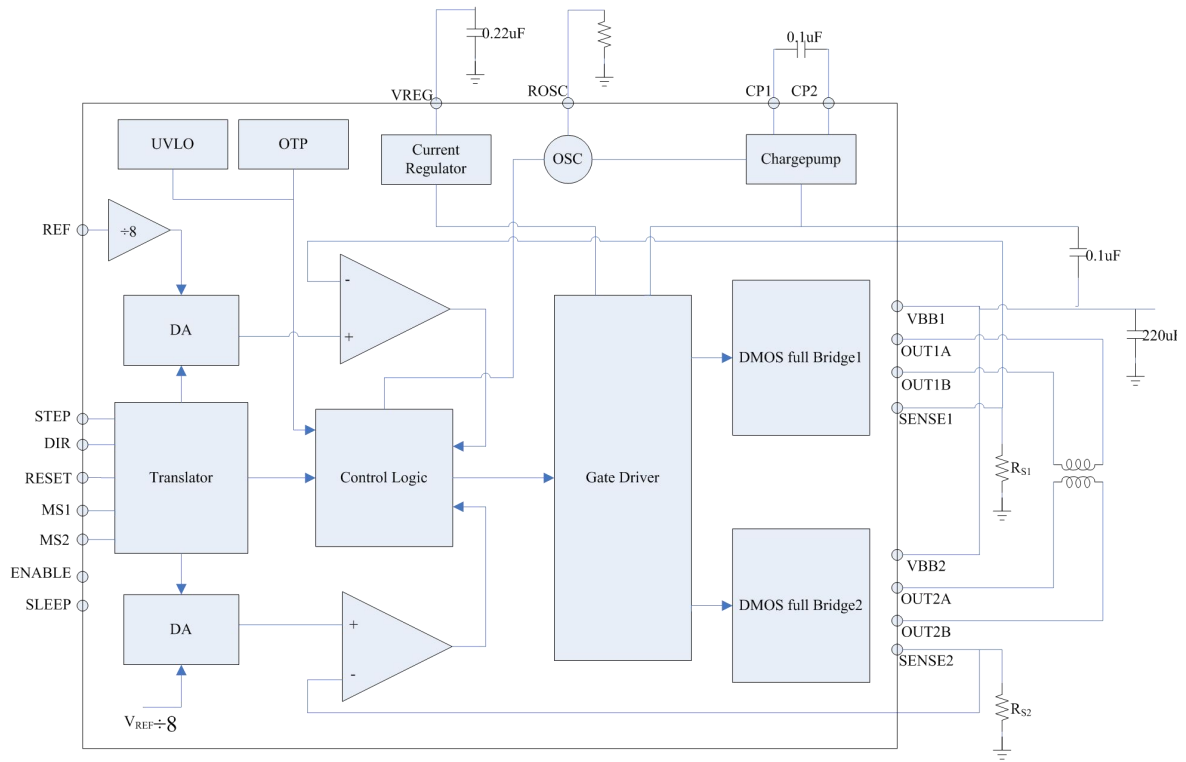 0.22uF
0.1uF
VREG
ROSC
CP1
CP2
UVLO
OTP
Current
Regulator
OSC
Chargepump
REF
÷8
0.1uF
-
DA
+
VBB1
220uF
OUT1A
DMOS full Bridge1
OUT1B
STEP
SENSE1
DIR
RESET
Translator
Control Logic
Gate Driver
RS1
MS1
MS2
VBB2
ENABLE
OUT2A
SLEEP
DMOS full Bridge2
DA
+
OUT2B
SENSE2
-
RS2
VREF÷8